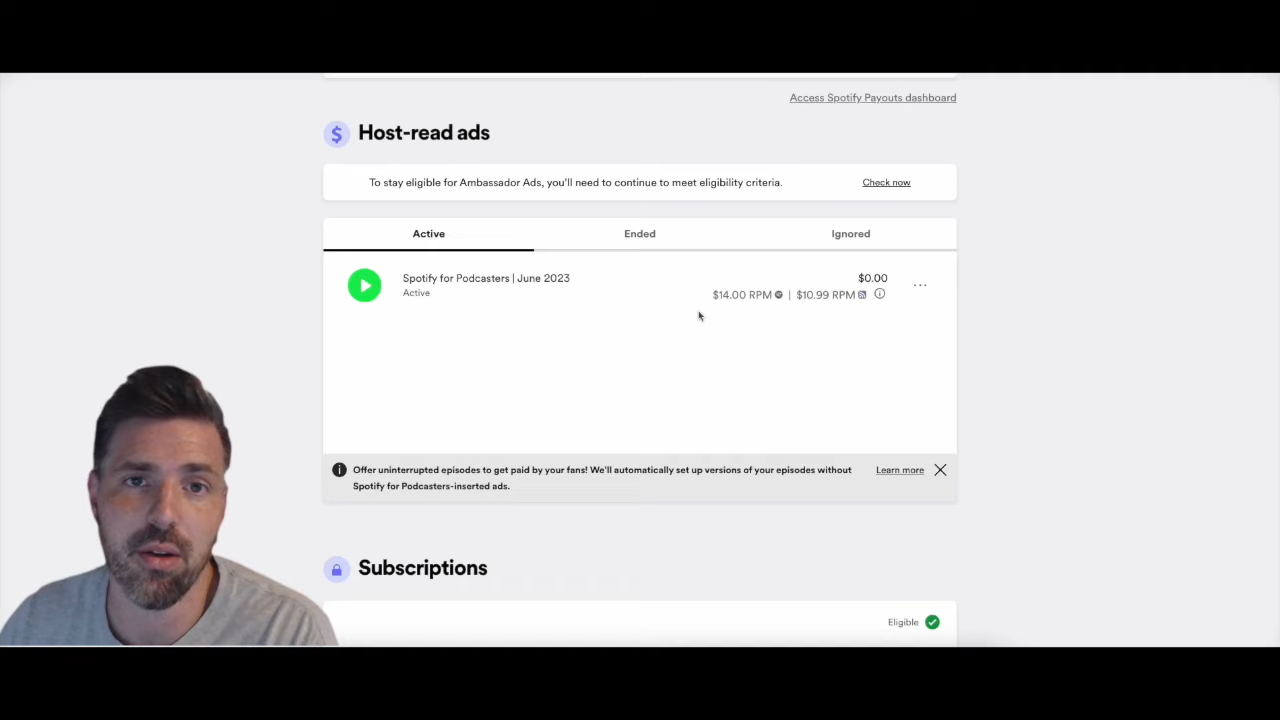 Access Spotify Payouts dashboard
Host-read ads
To stay eligible for Ambassador Ads, you'll need to continue to meet eligibility criteria. Check now
Active Ended Ignored
Spotify for Podcasters | June 2023 $0.00
Active $14.00 RPM | $10.99 RPM
Offer uninterrupted episodes to get paid by your fans! We'll automatically set up versions of your episodes without Learn more
Spotify for Podcasters-inserted ads.
Subscriptions
Eligible